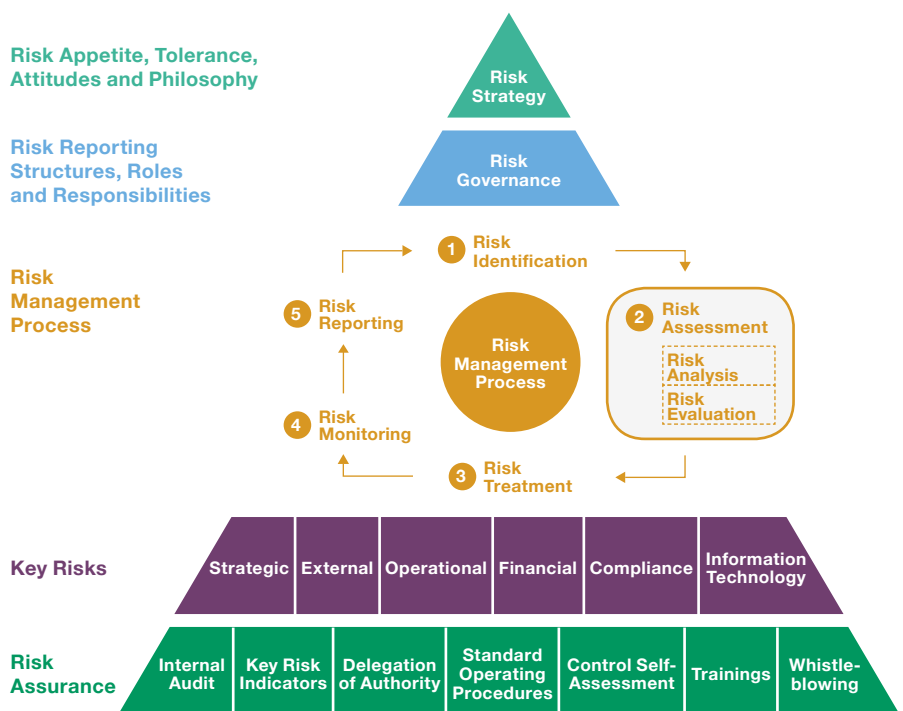 Risk Appetite, Tolerance,
Attitudes and Philosophy
Risk
Strategy
Risk Reporting
Structures, Roles
and Responsibilities
Risk
Governance
Risk
Management
Process
1 Risk
Identification
2 Risk
Assessment
Risk
Analysis
Risk
Evaluation
3 Risk
Treatment
4 Risk
Monitoring
5 Risk
Reporting
Risk
Management
Process
Key Risks
Strategic
External
Operational
Financial
Compliance
Information
Technology
Risk
Assurance
Internal
Audit
Key Risk
Indicators
Delegation
of Authority
Standard
Operating
Procedures
Control Self-
Assessment
Trainings
Whistle-
blowing